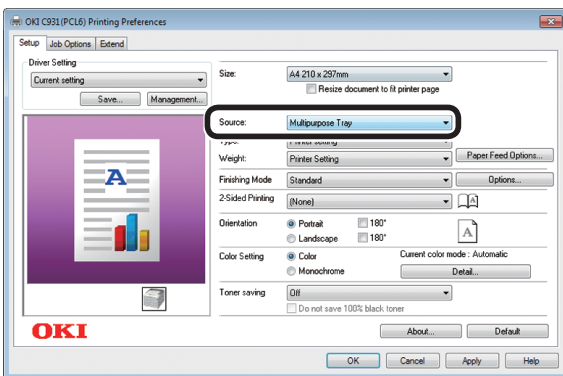 OKI C931(PCL6) Printing Preferences
Setup Job Options Extend
Driver Setting
Current setting
Save... Management...
Size: A4 210 x 297mm
Resize document to fit printer page
Source: Multipurpose Tray
Type: Printer Setting
Weight: Printer Setting Paper Feed Options...
Finishing Mode Standard Options...
2-Sided Printing (None)
Orientation Portrait 180°
Landscape 180°
Color Setting Color Current color mode : Automatic
Monochrome Detail...
Toner saving Off
Do not save 100% black toner
A
A
A
OKI
About... Default
OK Cancel Apply Help